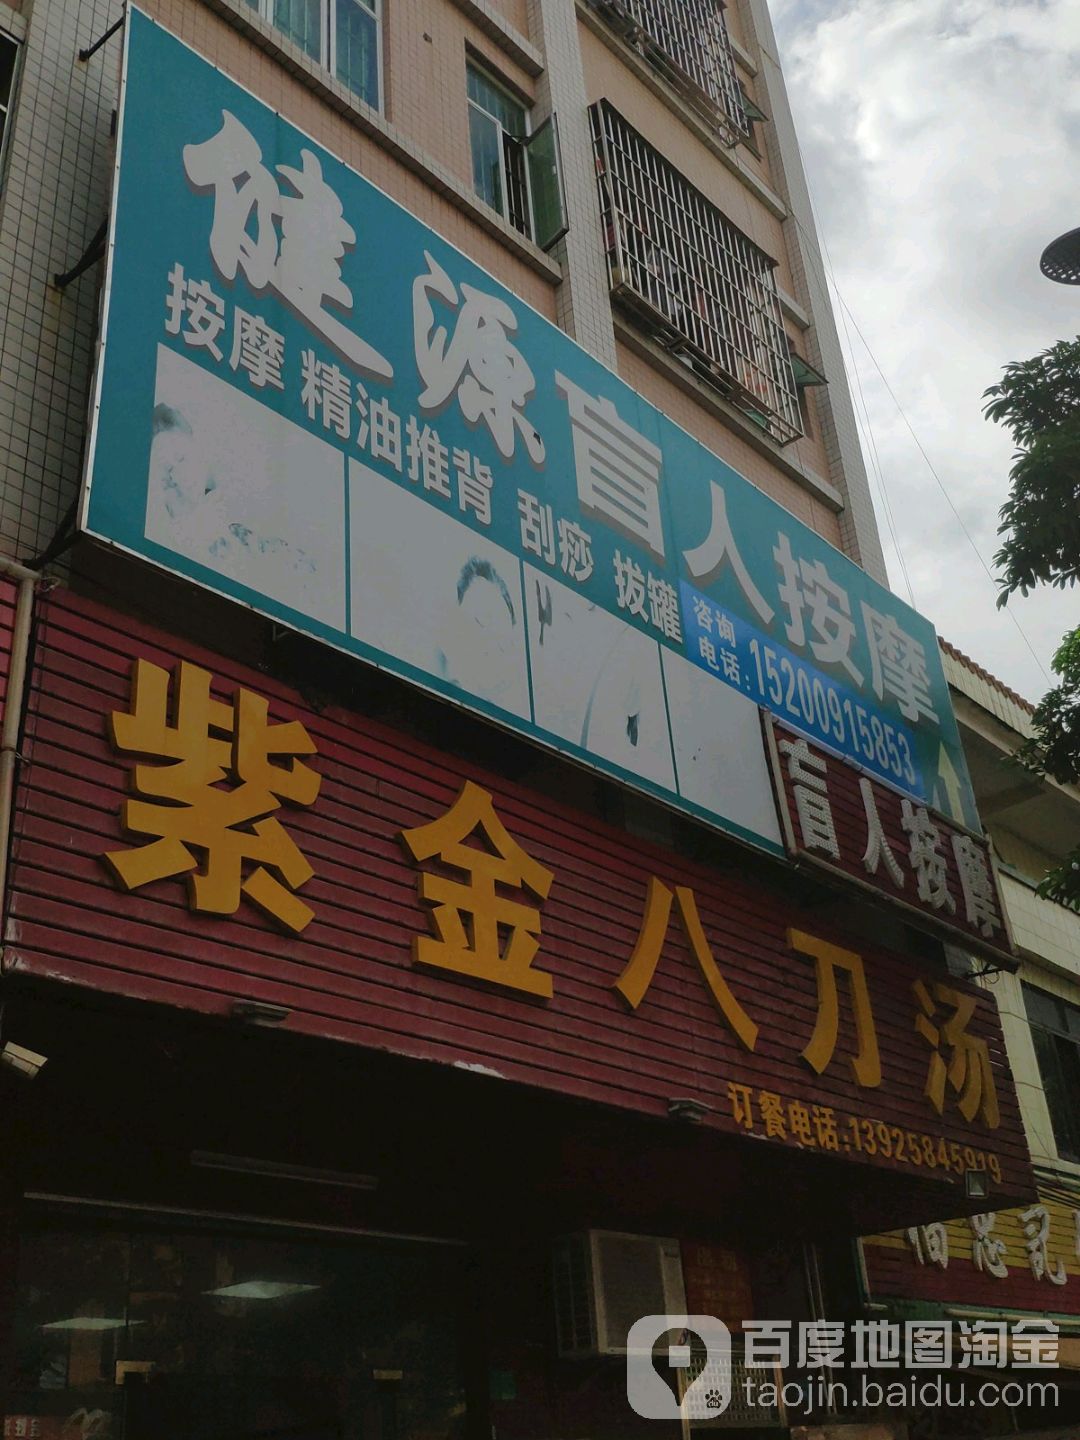 健源盲人按摩
按摩 精油推背 刮痧 拔罐
咨询电话:15200915853
盲人按摩
紫金八刀汤
订餐电话:13925845919
百度地图淘金
taojin.baidu.com